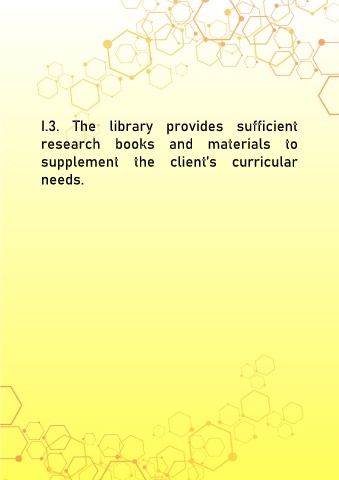 I.3. The library provides sufficient
research books and materials to
supplement the client's curricular
needs.